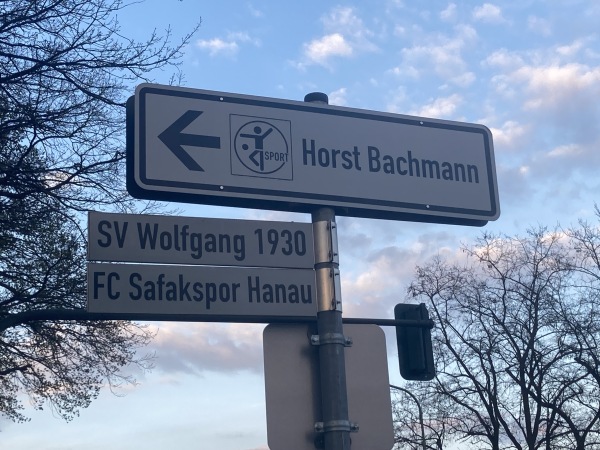 SPORT
Horst Bachmann
SV Wolfgang 1930
FC Safakspor Hanau